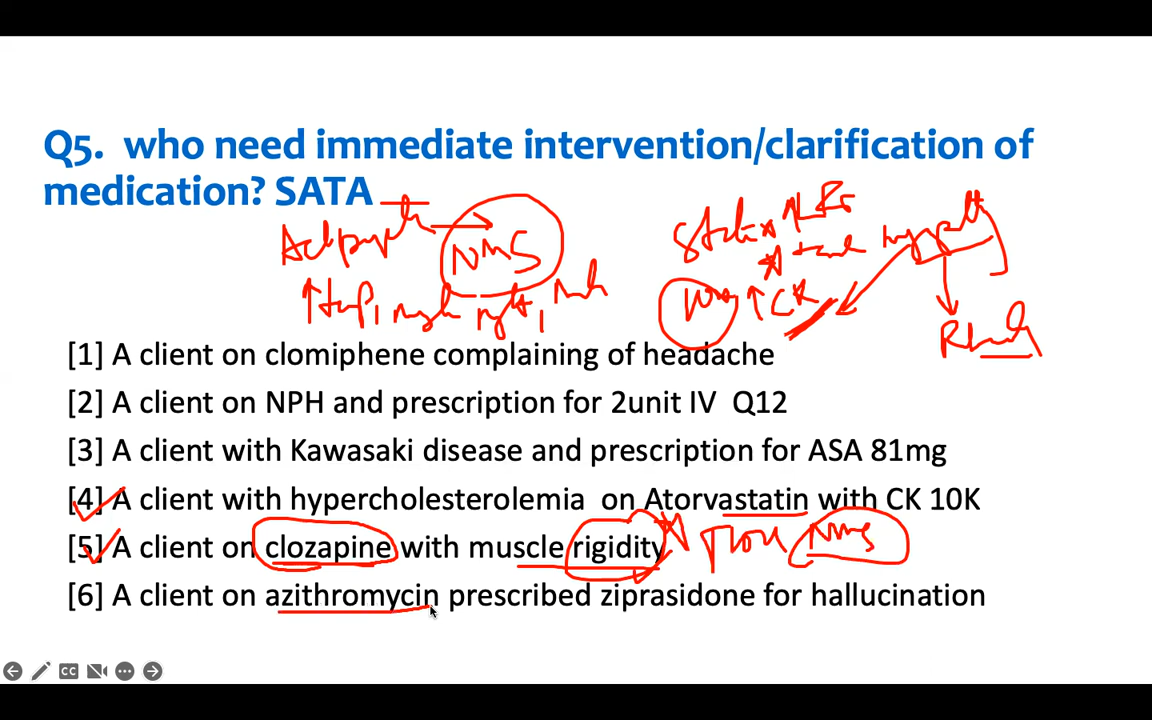 Q5. who need immediate intervention/clarification of
medication? SATA
NMS
↑CK
[1] A client on clomiphene complaining of headache
[2] A client on NPH and prescription for 2unit IV Q12
[3] A client with Kawasaki disease and prescription for ASA 81mg
[4] A client with hypercholesterolemia on Atorvastatin with CK 10K
[5] A client on clozapine with muscle rigidity NMS
[6] A client on azithromycin prescribed ziprasidone for hallucination
CC